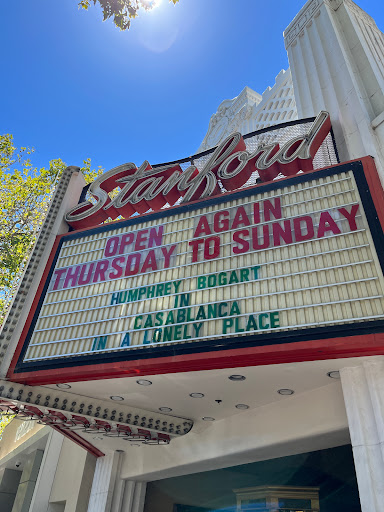 Stanford
OPEN AGAIN
THURSDAY TO SUNDAY
HUMPHREY BOGART
IN
CASABLANCA
IN A LONELY PLACE